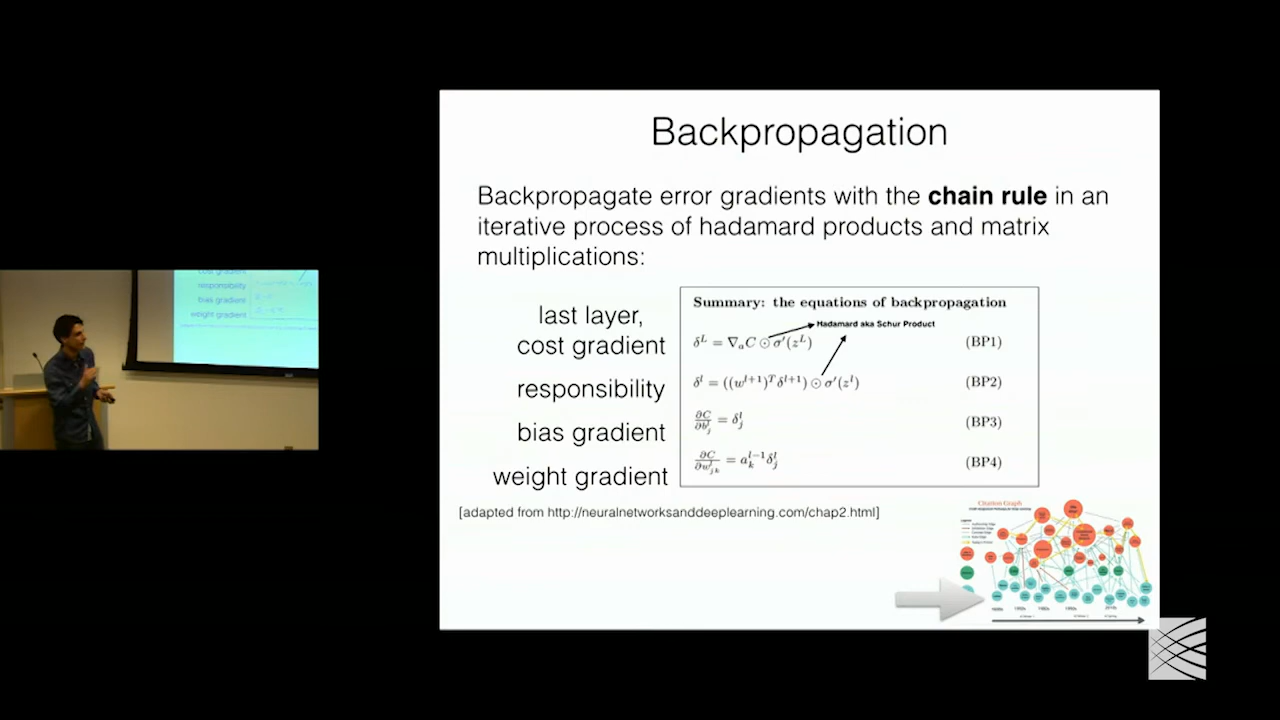 Backpropagation
Backpropagate error gradients with the chain rule in an
iterative process of hadamard products and matrix
multiplications:
last layer,
cost gradient
responsibility
bias gradient
weight gradient
Summary: the equations of backpropagation
Hadamard aka Schur Product
δ^L = ∇_a C ⊙ σ′(z^L) (BP1)
δ^l = ((w^{l+1})^T δ^{l+1}) ⊙ σ′(z^l) (BP2)
∂C/∂b^l_j = δ^l_j (BP3)
∂C/∂w^l_{jk} = a^{l−1}_k δ^l_j (BP4)
[adapted from http://neuralnetworksanddeeplearning.com/chap2.html]
Citation Graph
cost gradient
responsibility
bias gradient
weight gradient